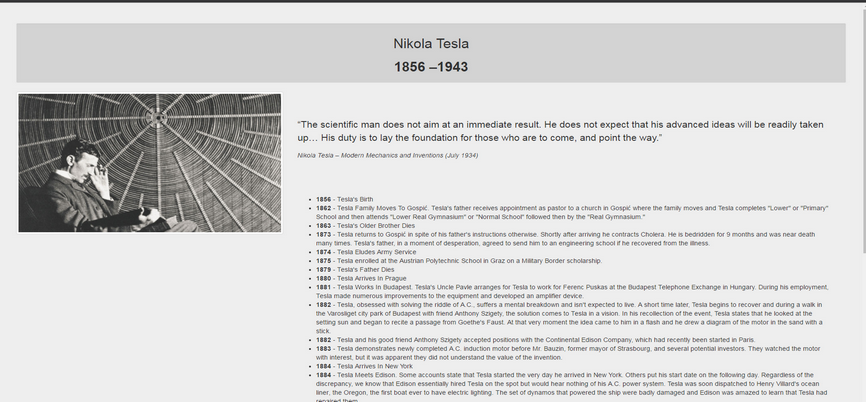 Nikola Tesla
1856 –1943
“The scientific man does not aim at an immediate result. He does not expect that his advanced ideas will be readily taken
up… His duty is to lay the foundation for those who are to come, and point the way.”
Nikola Tesla – Modern Mechanics and Inventions (July 1934)
1856 - Tesla's Birth
1862 - Tesla Family Moves To Gospić. Tesla's father receives appointment as pastor to a church in Gospić where the family moves and Tesla completes "Lower" or "Primary"
School and then attends "Lower Real Gymnasium" or "Normal School" followed then by the "Real Gymnasium."
1863 - Tesla's Older Brother Dies
1873 - Tesla returns to Gospić in spite of his father's instructions otherwise. Shortly after arriving he contracts Cholera. He is bedridden for 9 months and was near death
many times. Tesla's father, in a moment of desperation, agreed to send him to an engineering school if he recovered from the illness.
1874 - Tesla Eludes Army Service
1875 - Tesla enrolled at the Austrian Polytechnic School in Graz on a Military Border scholarship.
1879 - Tesla's Father Dies
1880 - Tesla Arrives In Prague
1881 - Tesla Works In Budapest. Tesla's Uncle Pavle arranges for Tesla to work for Ferenc Puskas at the Budapest Telephone Exchange in Hungary. During his employment,
Tesla made numerous improvements to the equipment and developed an amplifier device.
1882 - Tesla, obsessed with solving the riddle of A.C., suffers a mental breakdown and isn't expected to live. A short time later, Tesla begins to recover and during a walk in
the Varosliget city park of Budapest with friend Anthony Szigety, the solution comes to Tesla in a vision. In his recollection of the event, Tesla states that he looked at the
setting sun and began to recite a passage from Goethe's Faust. At that very moment the idea came to him in a flash and he drew a diagram of the motor in the sand with a
stick.
1882 - Tesla and his good friend Anthony Szigety accepted positions with the Continental Edison Company, which had recently been started in Paris.
1883 - Tesla demonstrates newly completed A.C. induction motor before Mr. Bauzin, former mayor of Strasbourg, and several potential investors. They watched the motor
with interest, but it was apparent they did not understand the value of the invention.
1884 - Tesla Arrives In New York
1884 - Tesla Meets Edison. Some accounts state that Tesla started the very day he arrived in New York. Others put his start date on the following day. Regardless of the
discrepancy, we know that Edison essentially hired Tesla on the spot but would hear nothing of his A.C. power system. Tesla was soon dispatched to Henry Villard's ocean
liner, the Oregon, the first boat ever to have electric lighting. The set of dynamos that powered the ship were badly damaged and Edison was amazed to learn that Tesla had
repaired them